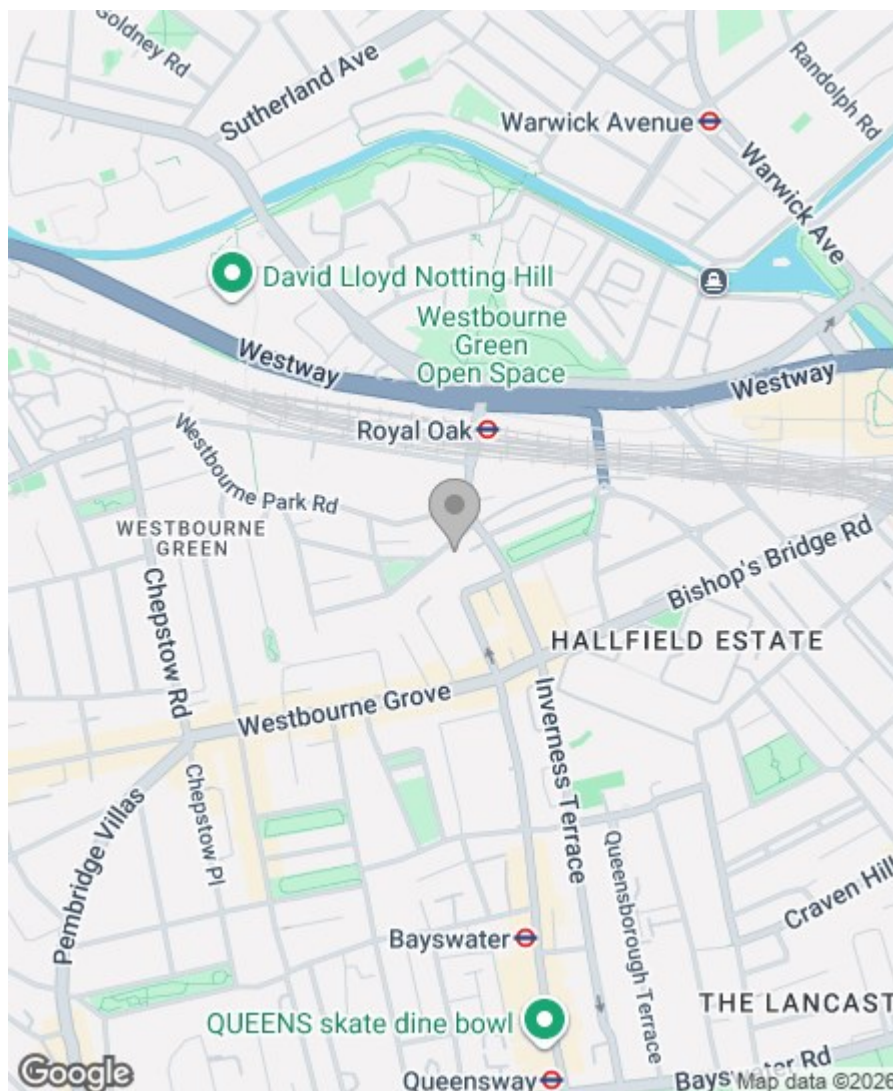 Goldney Rd
Sutherland Ave
Randolph Rd
Warwick Avenue
Warwick Ave
David Lloyd Notting Hill
Westbourne
Green
Open Space
Westway
Westway
Royal Oak
Westbourne Park Rd
WESTBOURNE
GREEN
Bishop's Bridge Rd
Chepstow Rd
HALLFIELD ESTATE
Westbourne Grove
Inverness Terrace
Chepstow Pl
Pembridge Villas
Queensborough Terrace
Craven Hill
Bayswater
THE LANCAST
QUEENS skate dine bowl
Queensway
Bayswater Rd
Google
Map data ©2026